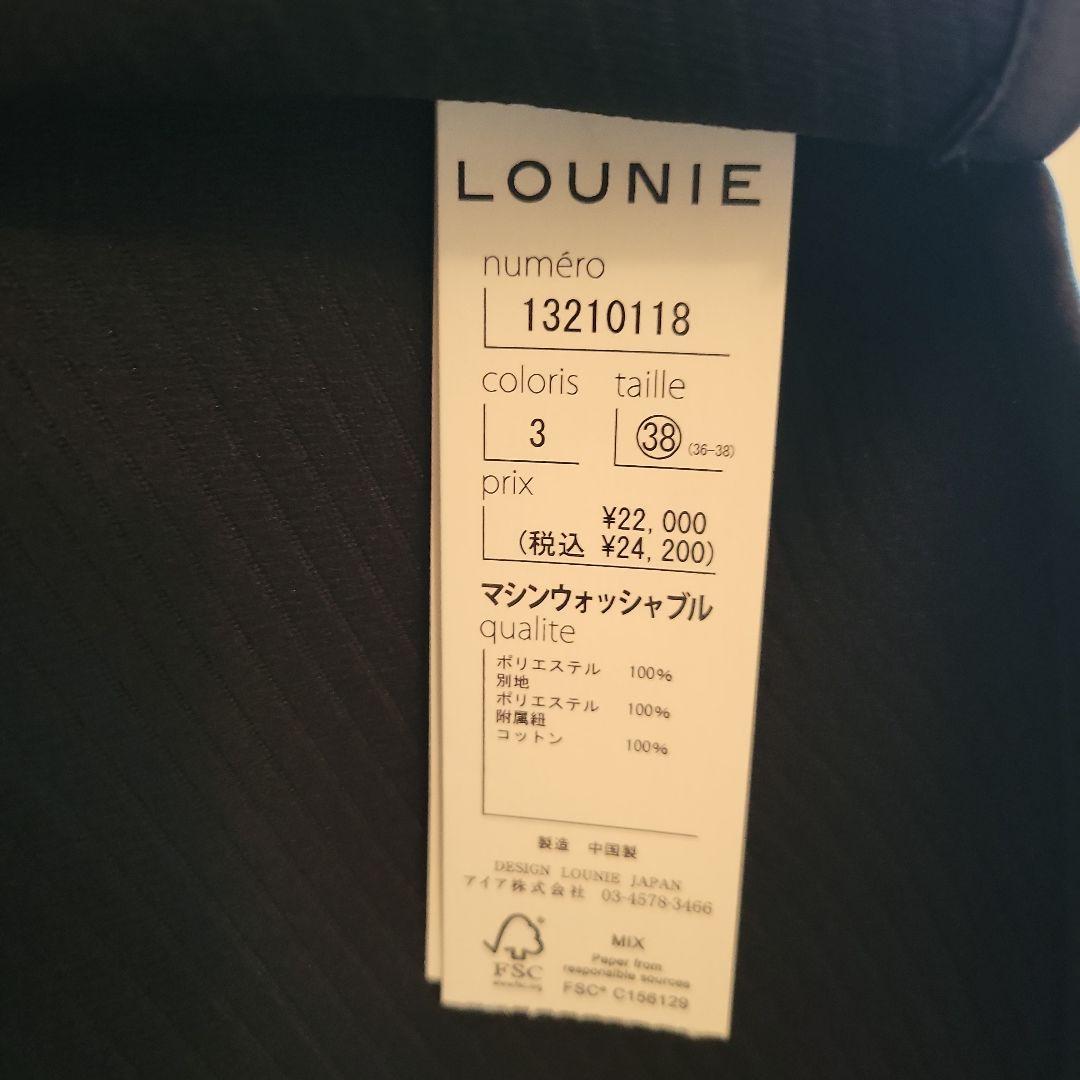 LOUNIE
numéro
13210118
coloris taille
3 38 (36-38)
prix
¥22,000
(税込 ¥24,200)
マシンウォッシャブル
qualite
ポリエステル 100%
別地
ポリエステル 100%
附属紐
コットン 100%
製造 中国製
DESIGN LOUNIE JAPAN
アイア株式会社 03-4578-3466
FSC
www.fsc.org
MIX
Paper from
responsible sources
FSC® C156129